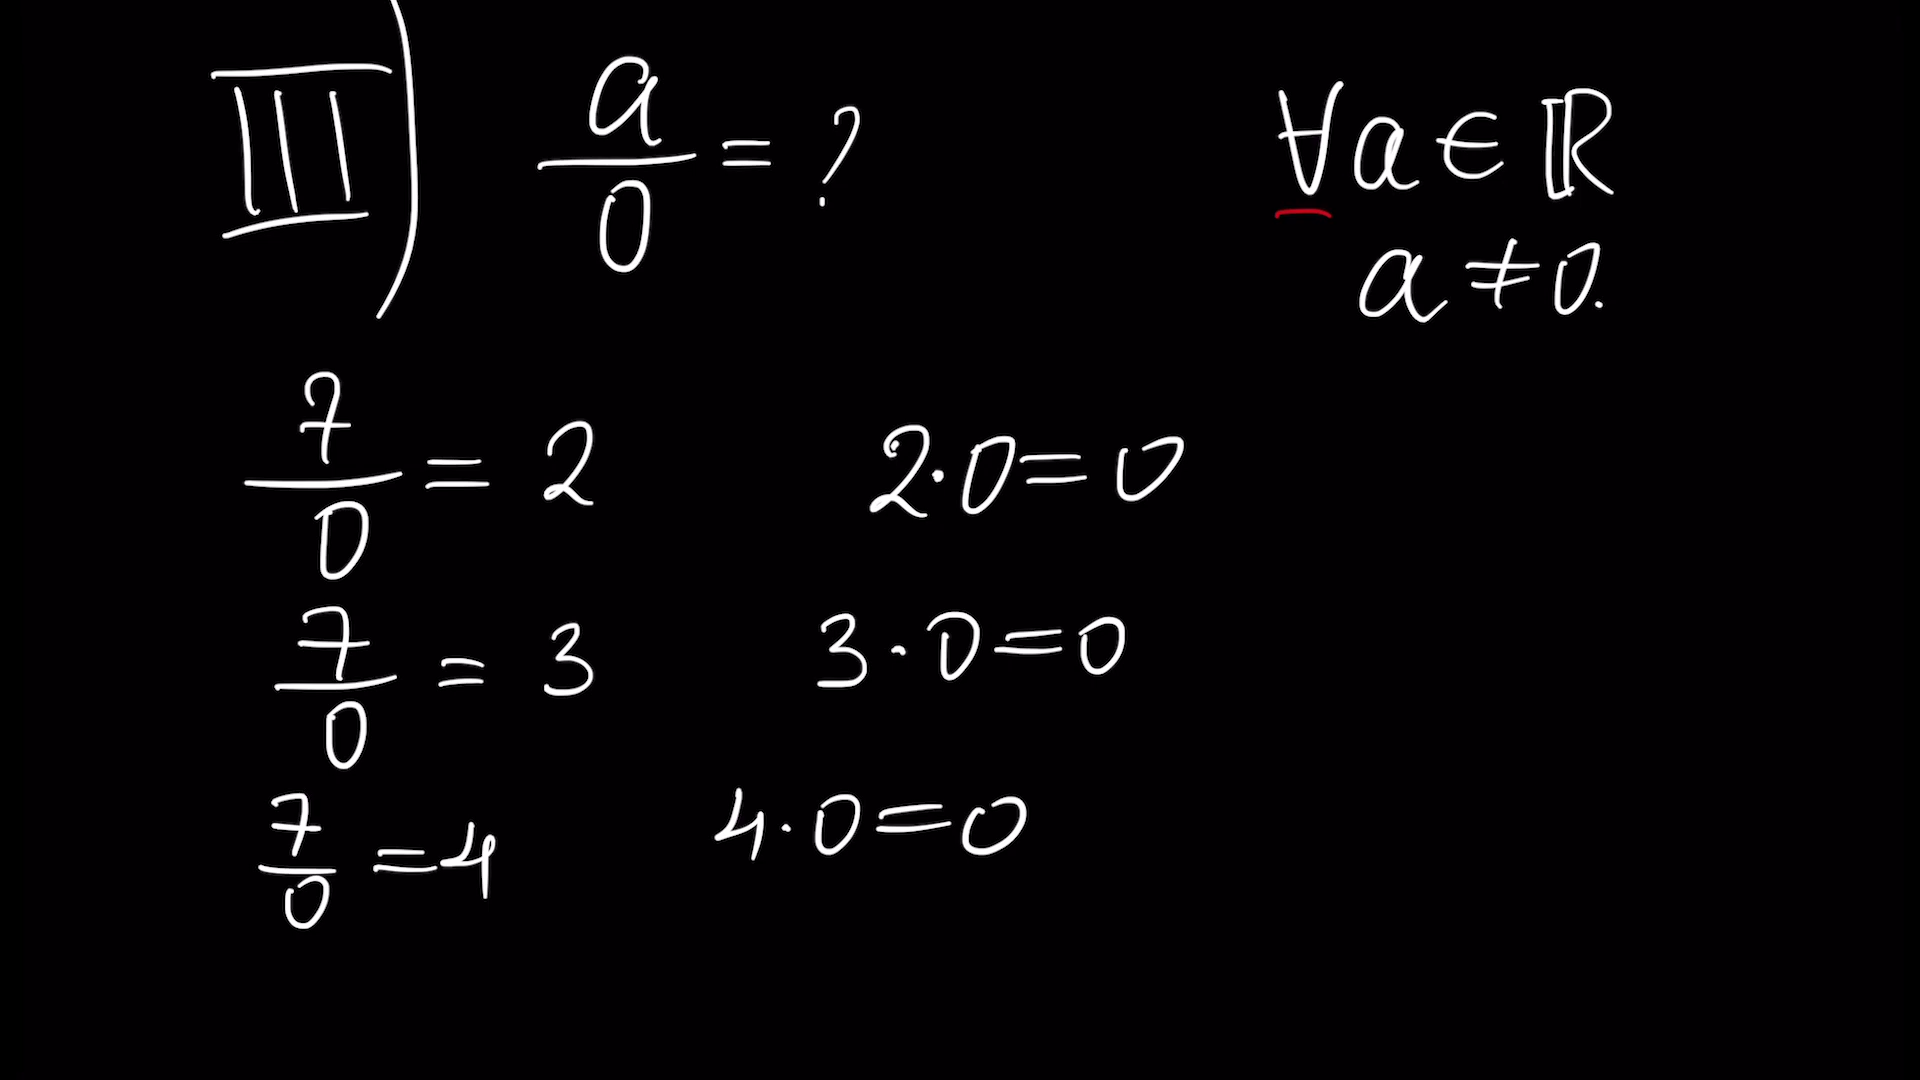 III) a/0 = ? ∀a ∈ ℝ
a ≠ 0.
7/0 = 2 2·0=0
7/0 = 3 3·0=0
7/0 =4 4·0=0